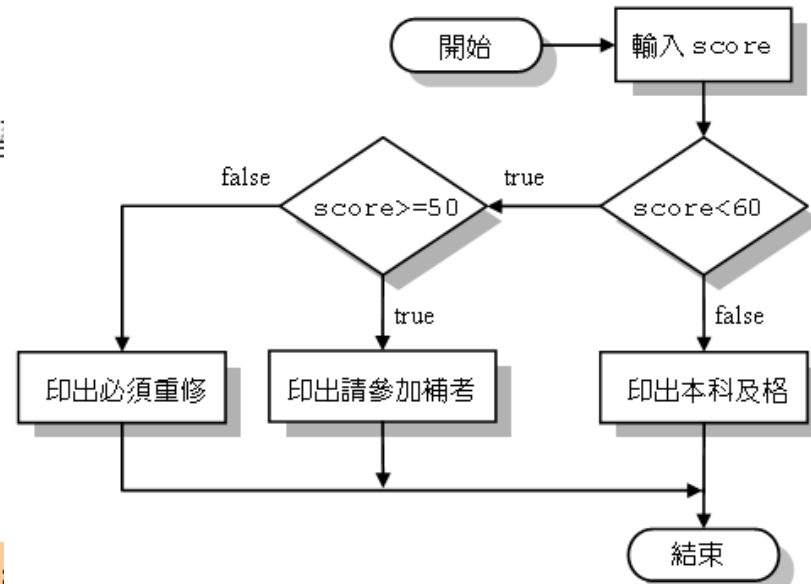 開始
輸入 score
score<60
true
score>=50
false
true
false
印出必須重修
印出請參加補考
印出本科及格
結束